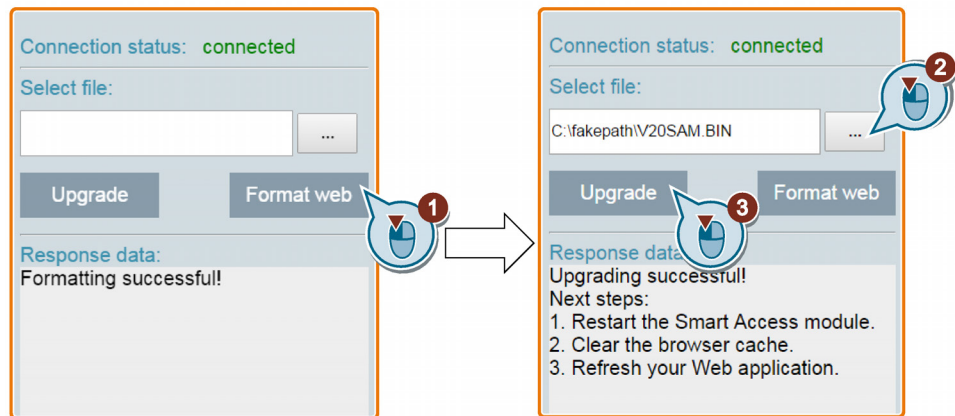 Connection status: connected
Select file:
...
Upgrade
Format web
1
Response data:
Formatting successful!
Connection status: connected
2
Select file:
C:\fakepath\V20SAM.BIN
...
Upgrade
Format web
3
Response data
Upgrading successful!
Next steps:
1. Restart the Smart Access module.
2. Clear the browser cache.
3. Refresh your Web application.